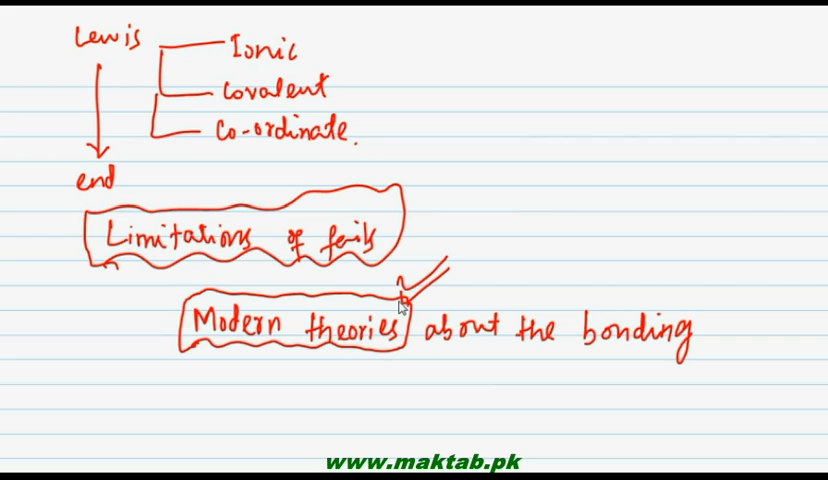 Lewis
Ionic
Covalent
Co-ordinate.
end
Limitations of
Modern theories about the bonding
www.maktab.pk